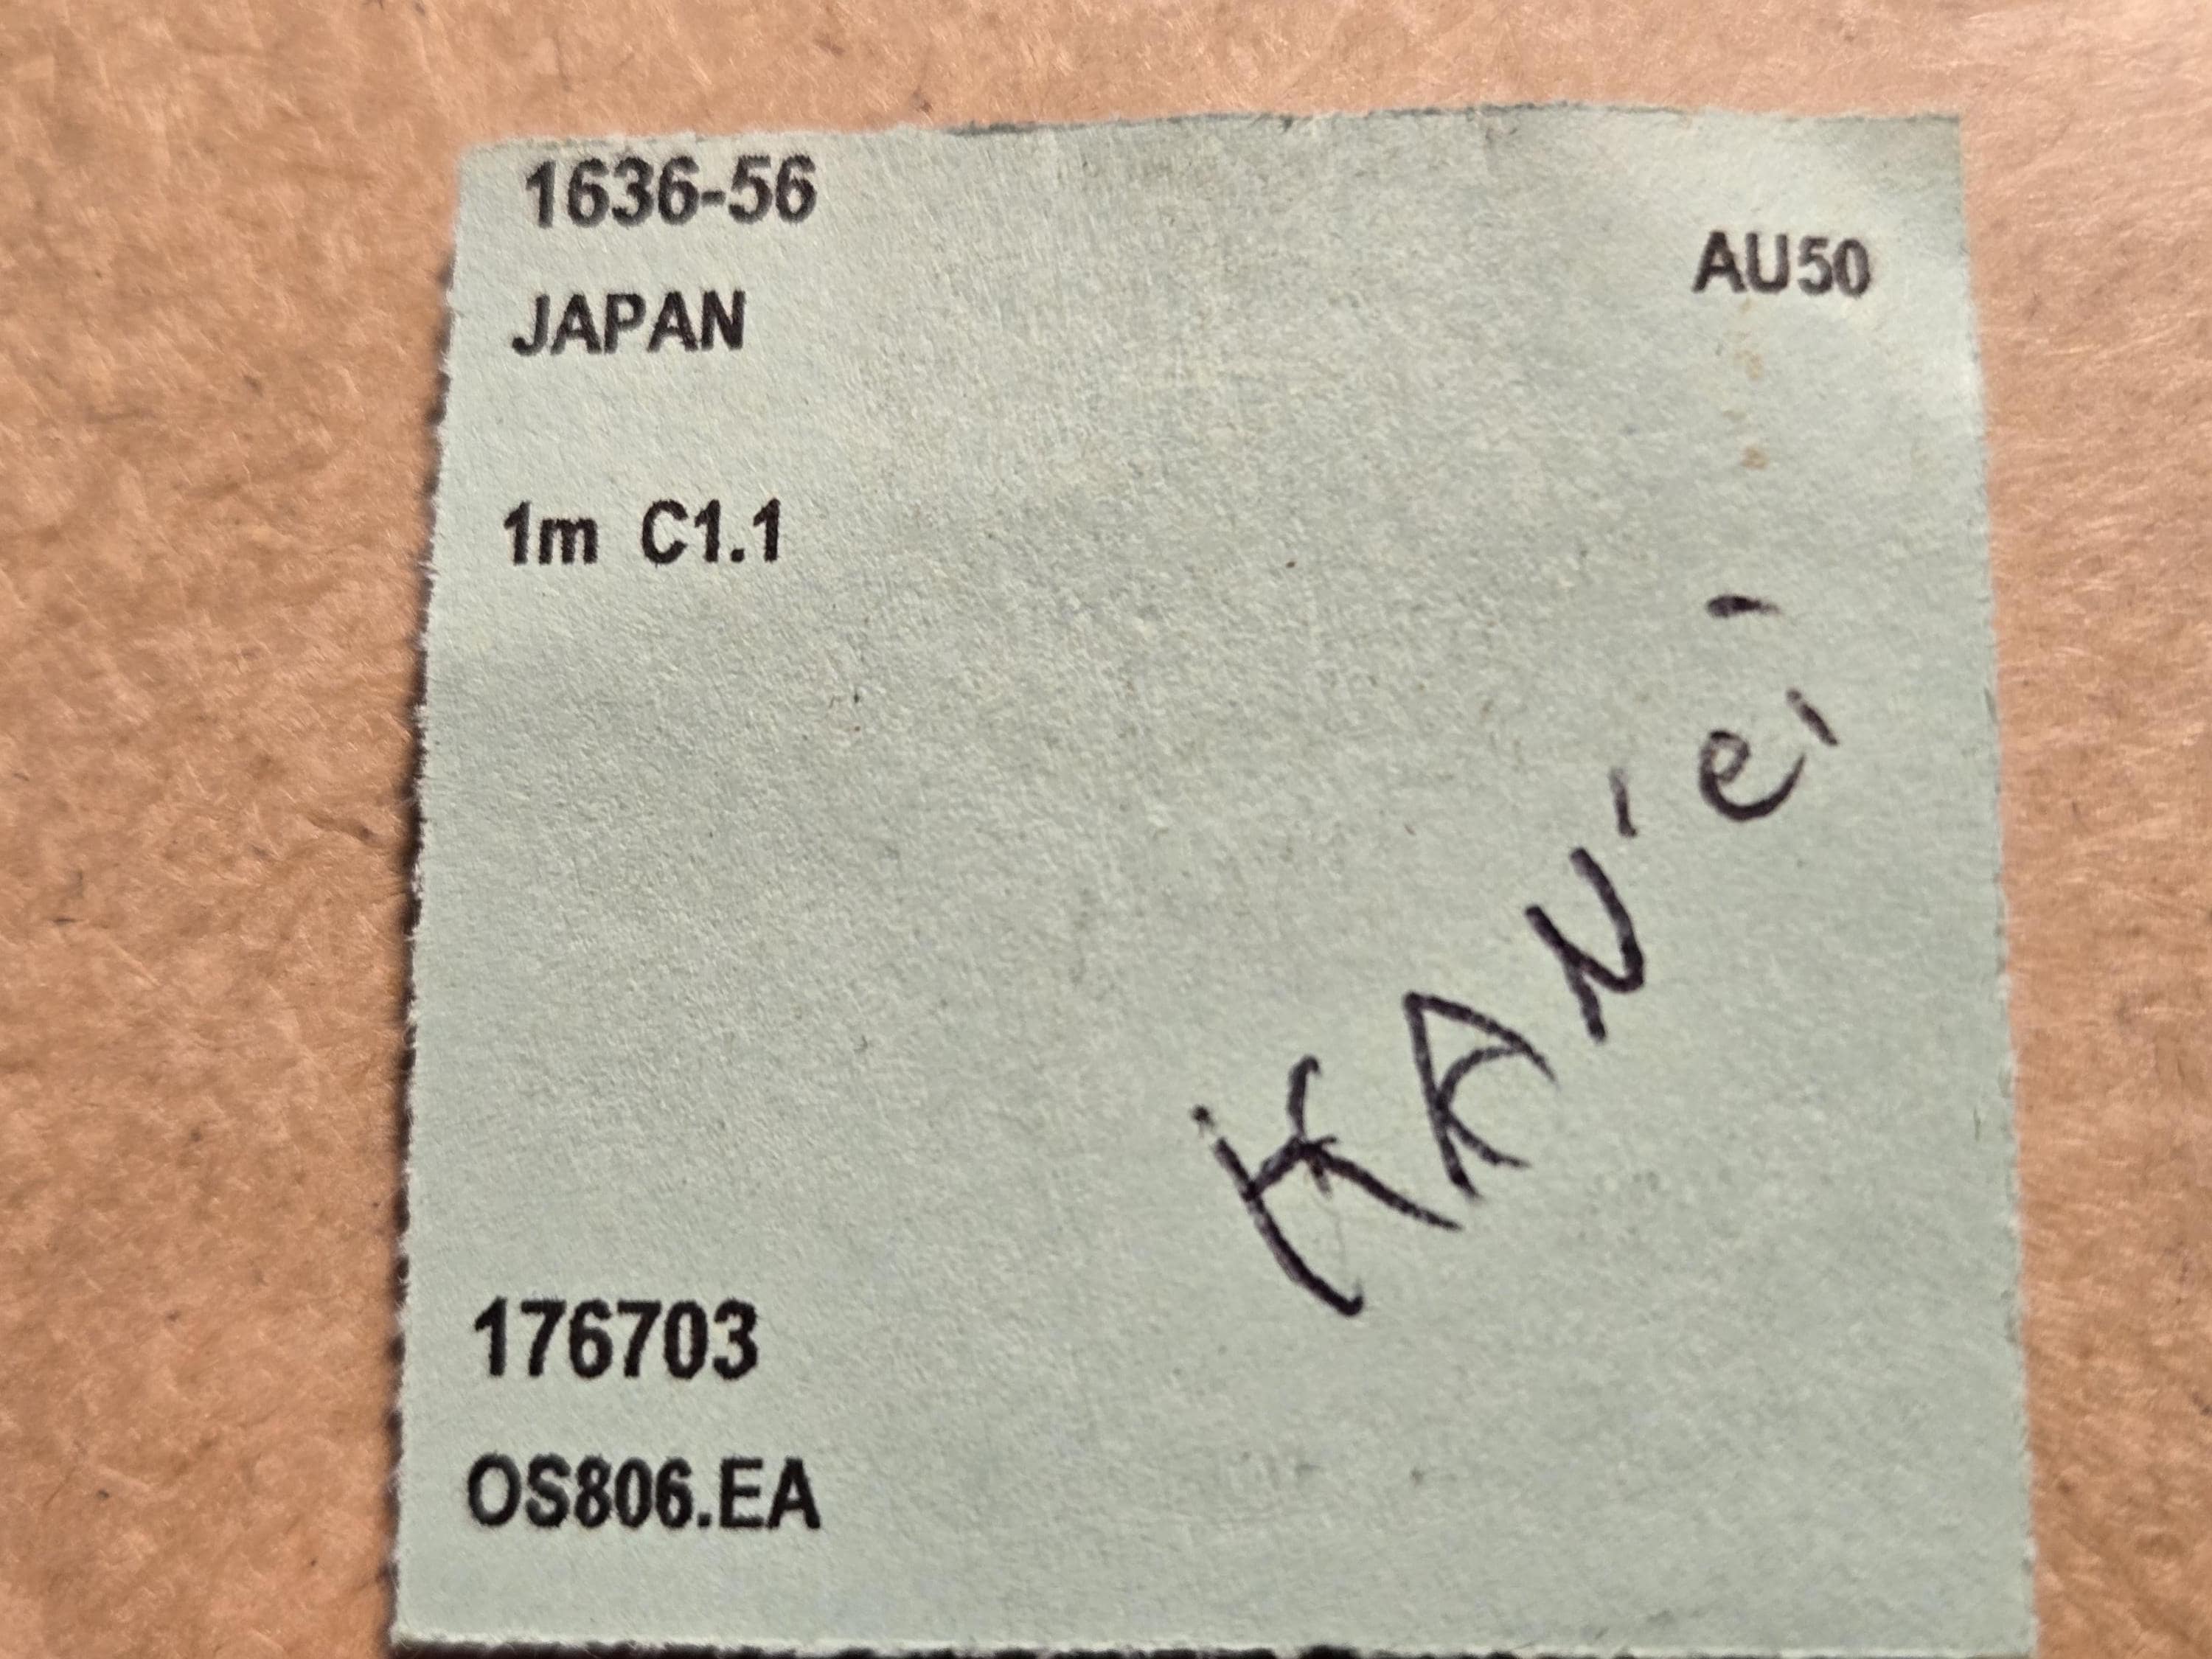 1636-56
AU50
JAPAN
1m C1.1
KAN'ei
176703
OS806.EA